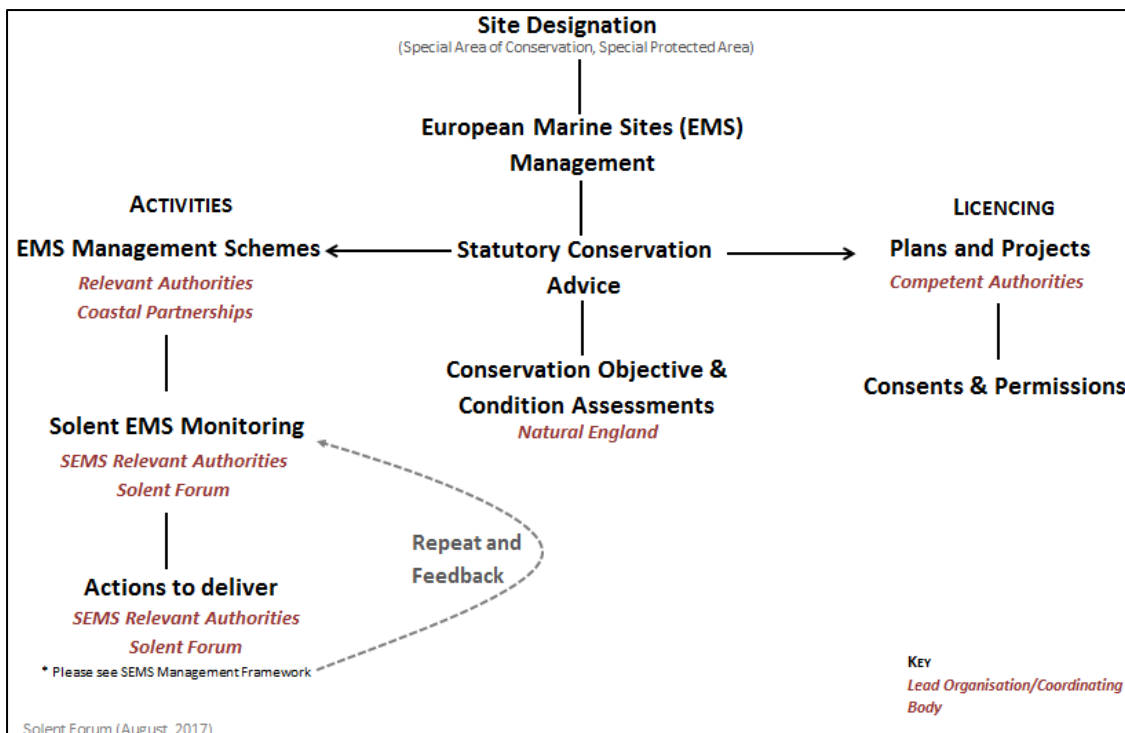 Site Designation
(Special Area of Conservation, Special Protected Area)
European Marine Sites (EMS)
Management
ACTIVITIES
EMS Management Schemes
Relevant Authorities
Coastal Partnerships
Statutory Conservation
Advice
LICENCING
Plans and Projects
Competent Authorities
Conservation Objective &
Condition Assessments
Natural England
Consents & Permissions
Solent EMS Monitoring
SEMS Relevant Authorities
Solent Forum
Repeat and
Feedback
Actions to deliver
SEMS Relevant Authorities
Solent Forum
* Please see SEMS Management Framework
KEY
Lead Organisation/Coordinating
Body
Solent Forum (August, 2017)